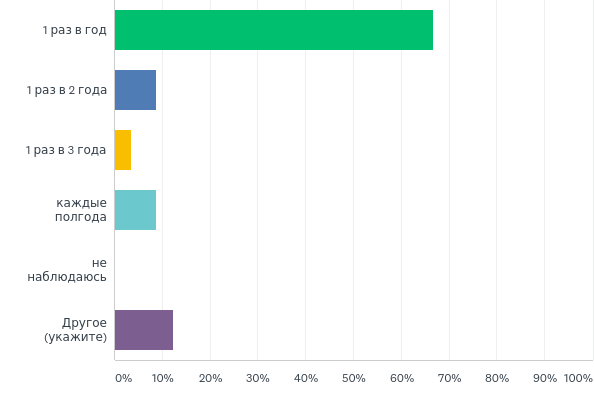 1 раз в год
1 раз в 2 года
1 раз в 3 года
каждые
полгода
не
наблюдаюсь
Другое
(укажите)
0% 10% 20% 30% 40% 50% 60% 70% 80% 90% 100%